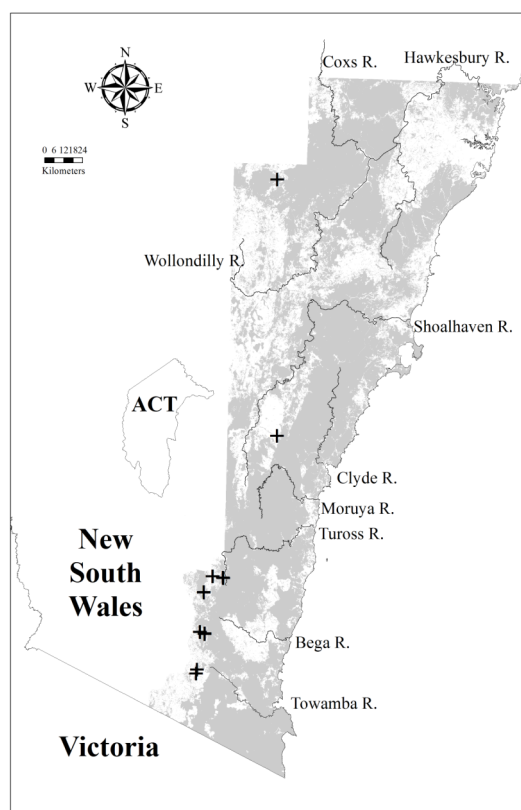 Coxs R.
Hawkesbury R.
N
W
E
S
0 6 121824
Kilometers
Wollondilly R.
Shoalhaven R.
ACT
Clyde R.
Moruya R.
Tuross R.
New
South
Wales
Bega R.
Towamba R.
Victoria